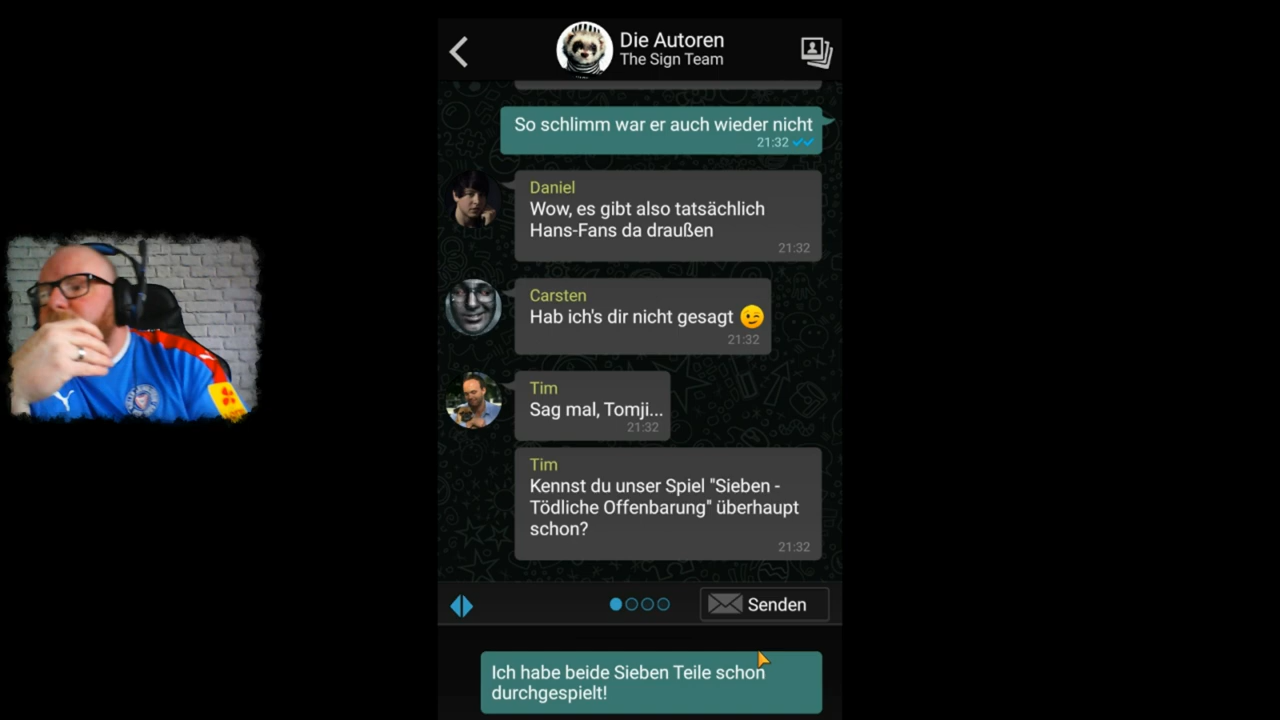 Die Autoren
The Sign Team
So schlimm war er auch wieder nicht
21:32
Daniel
Wow, es gibt also tatsächlich
Hans-Fans da draußen
21:32
Carsten
Hab ich's dir nicht gesagt 😉
21:32
Tim
Sag mal, Tomji...
21:32
Tim
Kennst du unser Spiel "Sieben -
Tödliche Offenbarung" überhaupt
schon?
21:32
Senden
Ich habe beide Sieben Teile schon
durchgespielt!